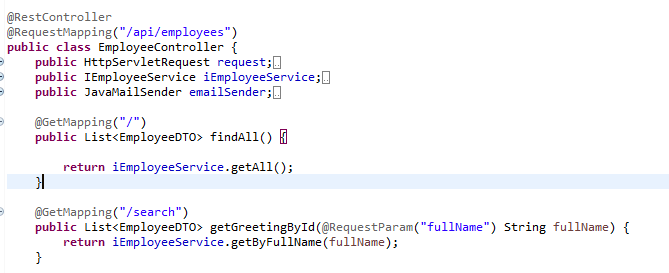 @RestController
@RequestMapping("/api/employees")
public class EmployeeController {
    public HttpServletRequest request;
    public IEmployeeService iEmployeeService;
    public JavaMailSender emailSender;
    @GetMapping("/")
    public List<EmployeeDTO> findAll() {
        return iEmployeeService.getAll();
    }
    @GetMapping("/search")
    public List<EmployeeDTO> getGreetingById(@RequestParam("fullName") String fullName) {
        return iEmployeeService.getByFullName(fullName);
    }